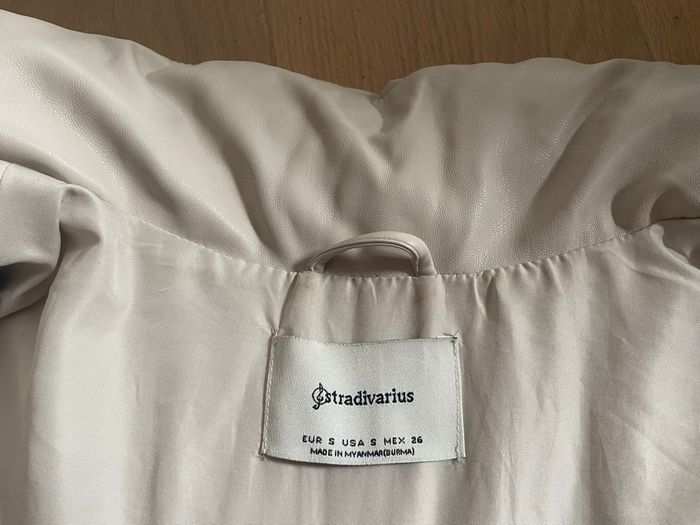 stradivarius
EUR S USA S MEX 26
MADE IN MYANMAR(BURMA)